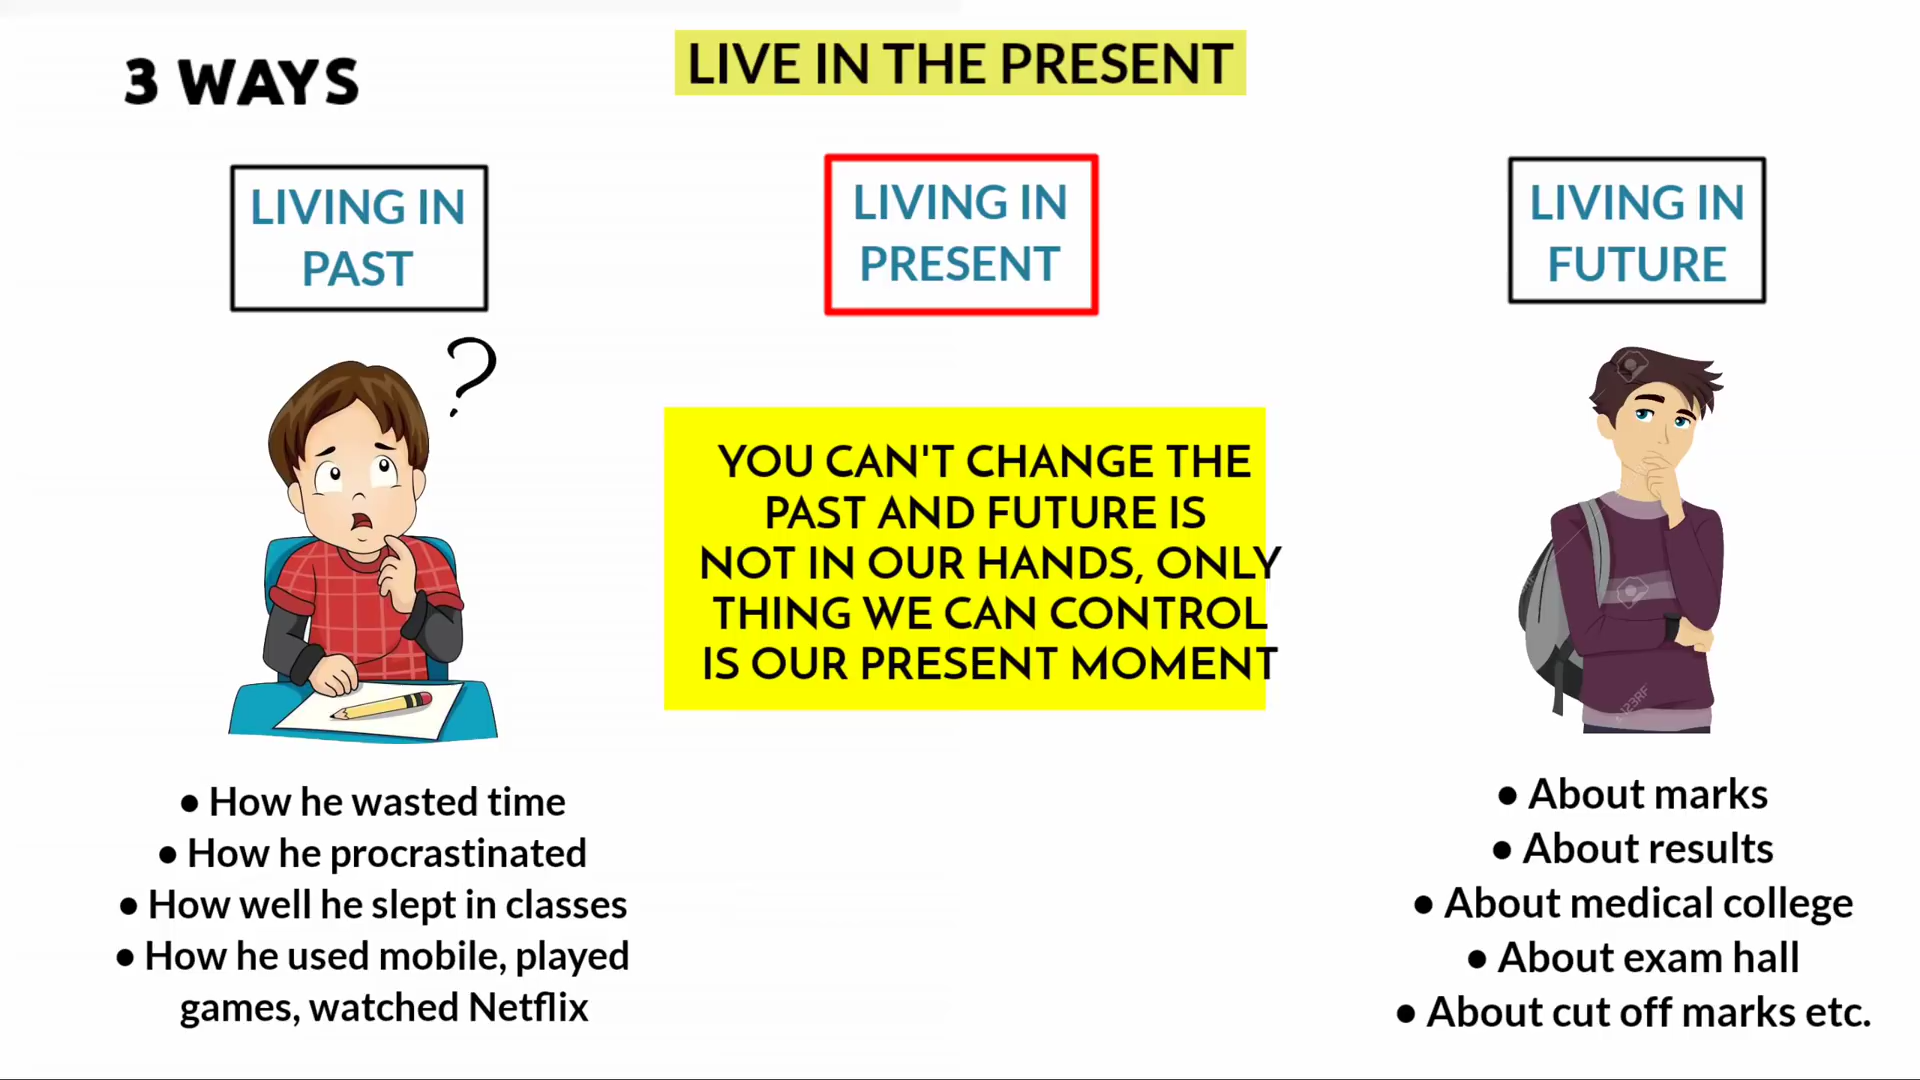 3 WAYS
LIVE IN THE PRESENT
LIVING IN
PAST
LIVING IN
PRESENT
LIVING IN
FUTURE
?
YOU CAN'T CHANGE THE
PAST AND FUTURE IS
NOT IN OUR HANDS, ONLY
THING WE CAN CONTROL
IS OUR PRESENT MOMENT
● How he wasted time
● How he procrastinated
● How well he slept in classes
● How he used mobile, played
games, watched Netflix
● About marks
● About results
● About medical college
● About exam hall
● About cut off marks etc.
123RF